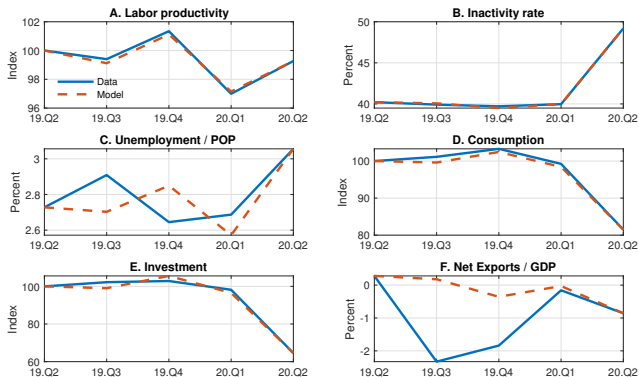 A. Labor productivity
Index
102
100
98
96
Data
Model
19.Q2 19.Q3 19.Q4 20.Q1 20.Q2
B. Inactivity rate
Percent
50
45
40
19.Q2 19.Q3 19.Q4 20.Q1 20.Q2
C. Unemployment / POP
Percent
3
2.8
2.6
19.Q2 19.Q3 19.Q4 20.Q1 20.Q2
D. Consumption
Index
100
90
80
19.Q2 19.Q3 19.Q4 20.Q1 20.Q2
E. Investment
Index
100
80
60
19.Q2 19.Q3 19.Q4 20.Q1 20.Q2
F. Net Exports / GDP
Percent
0
-1
-2
19.Q2 19.Q3 19.Q4 20.Q1 20.Q2